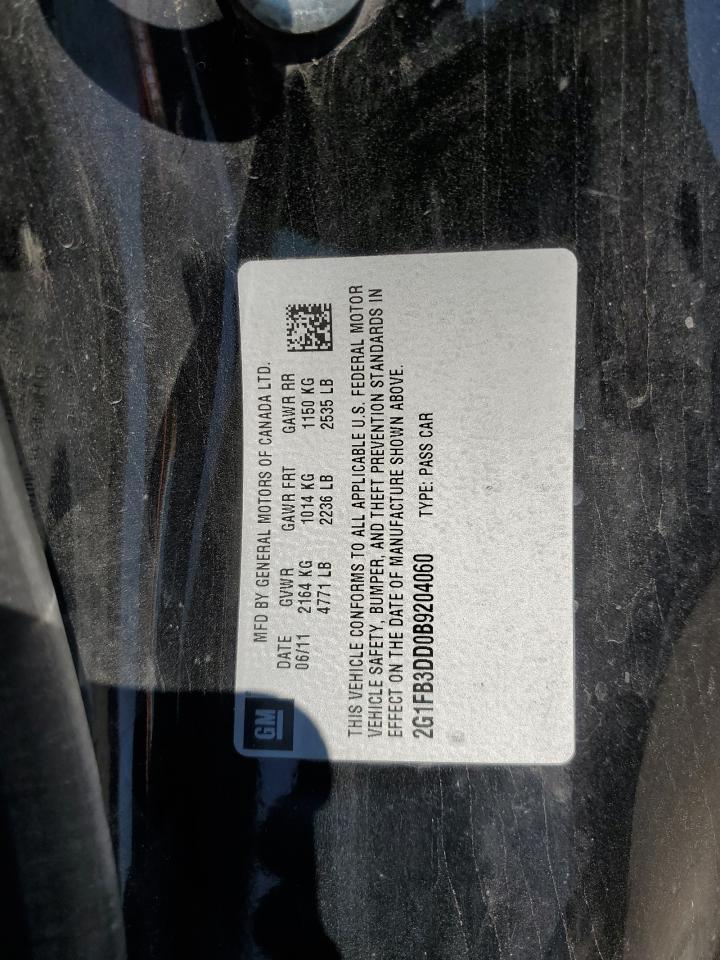 GM
MFD BY GENERAL MOTORS OF CANADA LTD.
DATE GVWR GAWR FRT GAWR RR
06/11 2164 KG 1014 KG 1150 KG
4771 LB 2236 LB 2535 LB
THIS VEHICLE CONFORMS TO ALL APPLICABLE U.S. FEDERAL MOTOR
VEHICLE SAFETY, BUMPER, AND THEFT PREVENTION STANDARDS IN
EFFECT ON THE DATE OF MANUFACTURE SHOWN ABOVE.
2G1FB3DD0B9204060 TYPE: PASS CAR